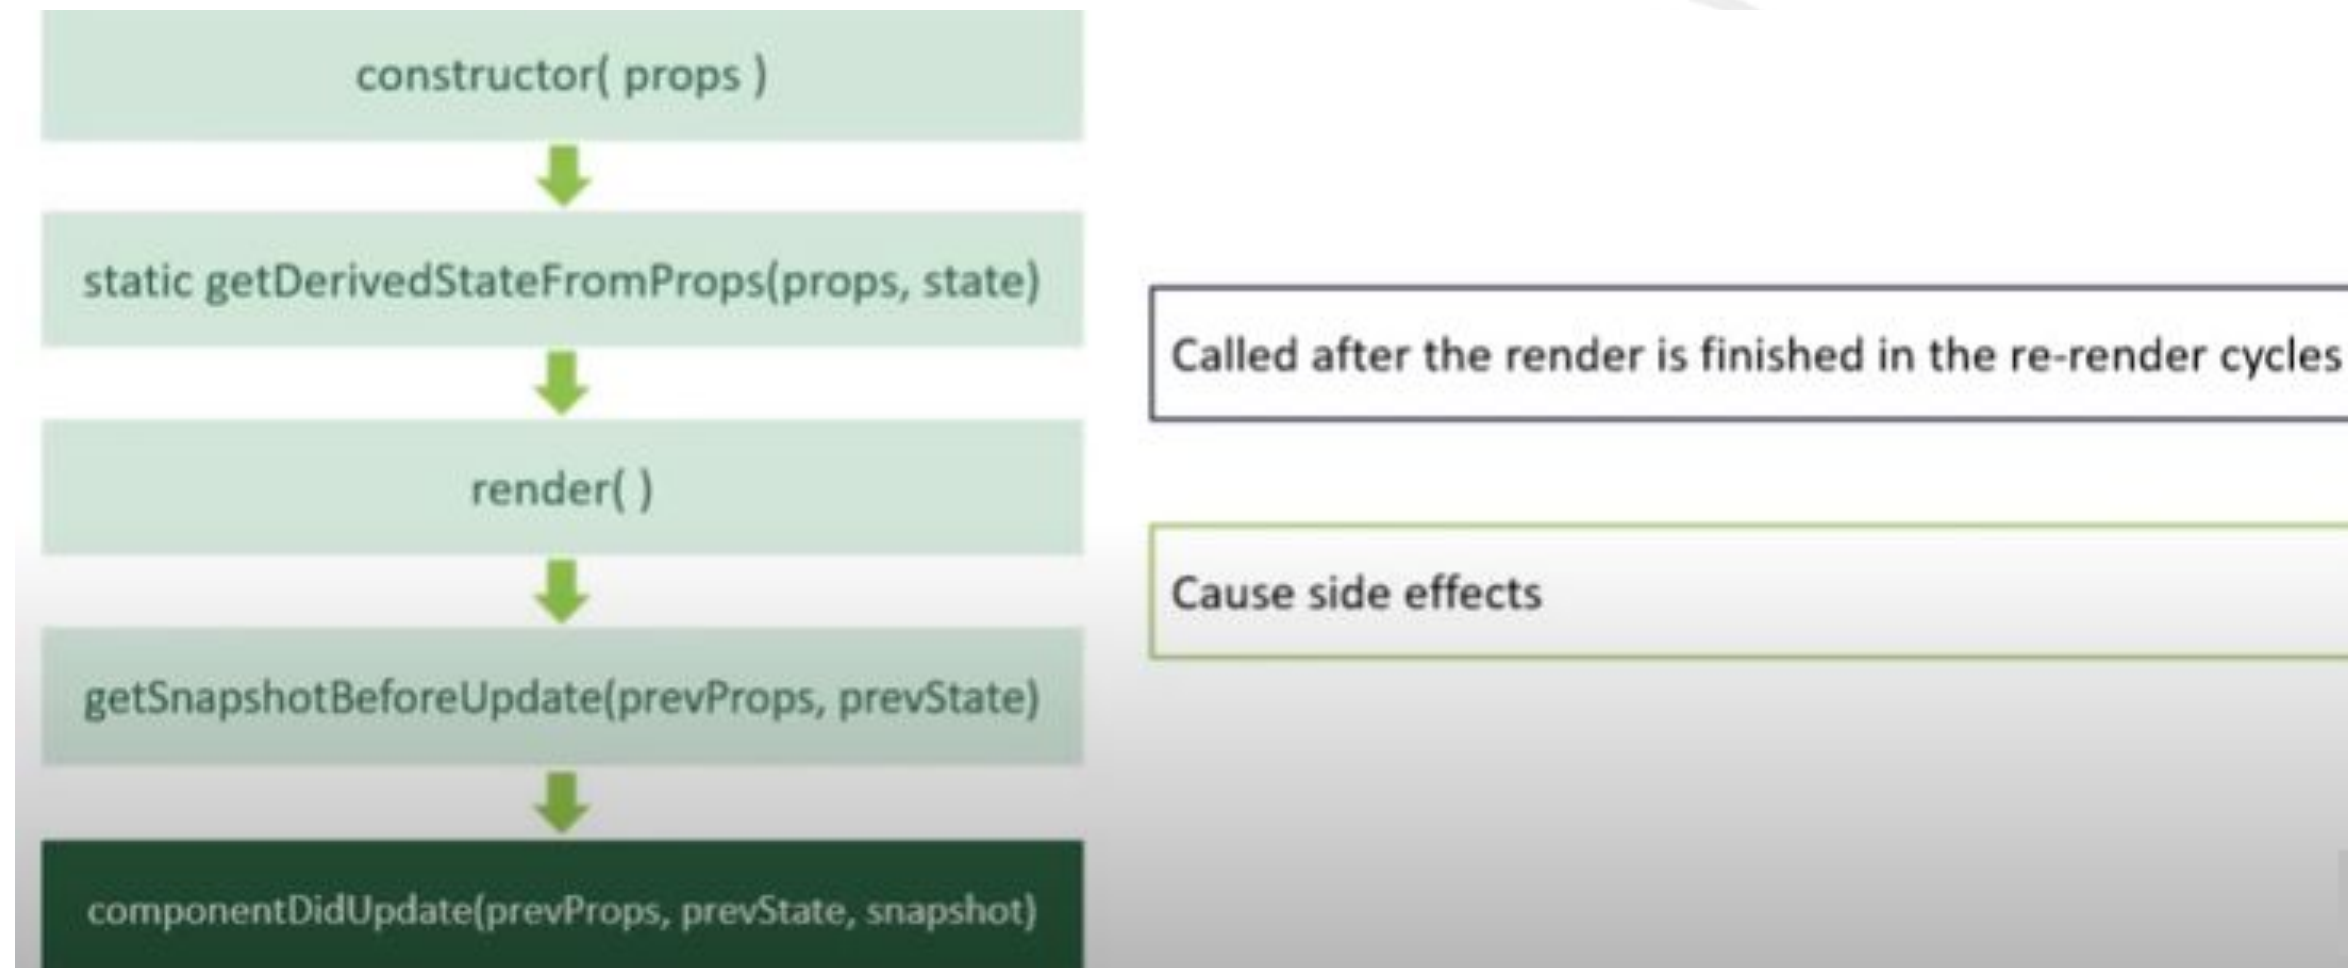 constructor( props )
static getDerivedStateFromProps(props, state)
render( )
getSnapshotBeforeUpdate(prevProps, prevState)
componentDidUpdate(prevProps, prevState, snapshot)
Called after the render is finished in the re-render cycles
Cause side effects